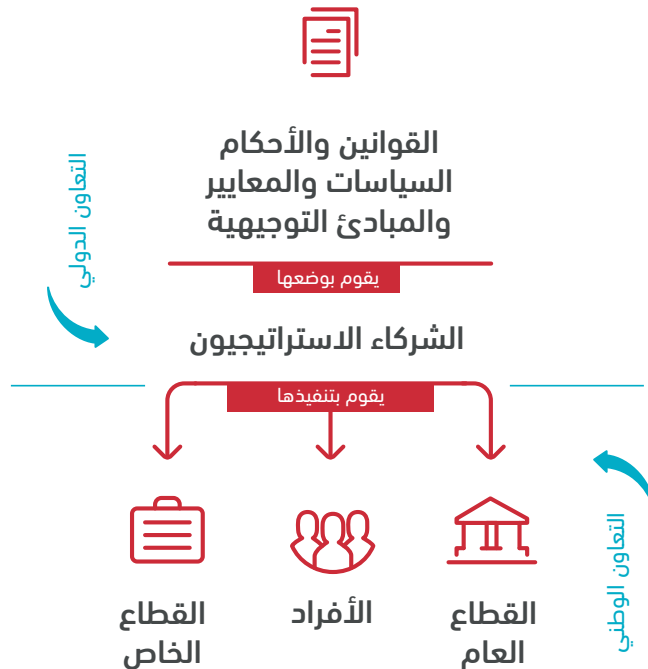 القوانين والأحكام
السياسات والمعايير
والمبادئ التوجيهية
التعاون الدولي
يقوم بوضعها
الشركاء الاستراتيجيون
يقوم بتنفيذها
القطاع
العام
الأفراد
القطاع
الخاص
التعاون الوطني